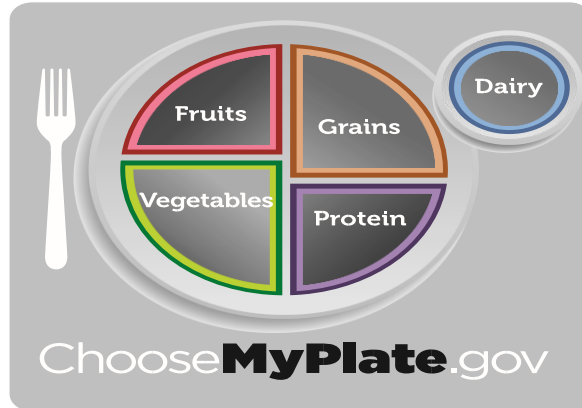 Fruits
Grains
Dairy
Vegetables
Protein
ChooseMyPlate.gov